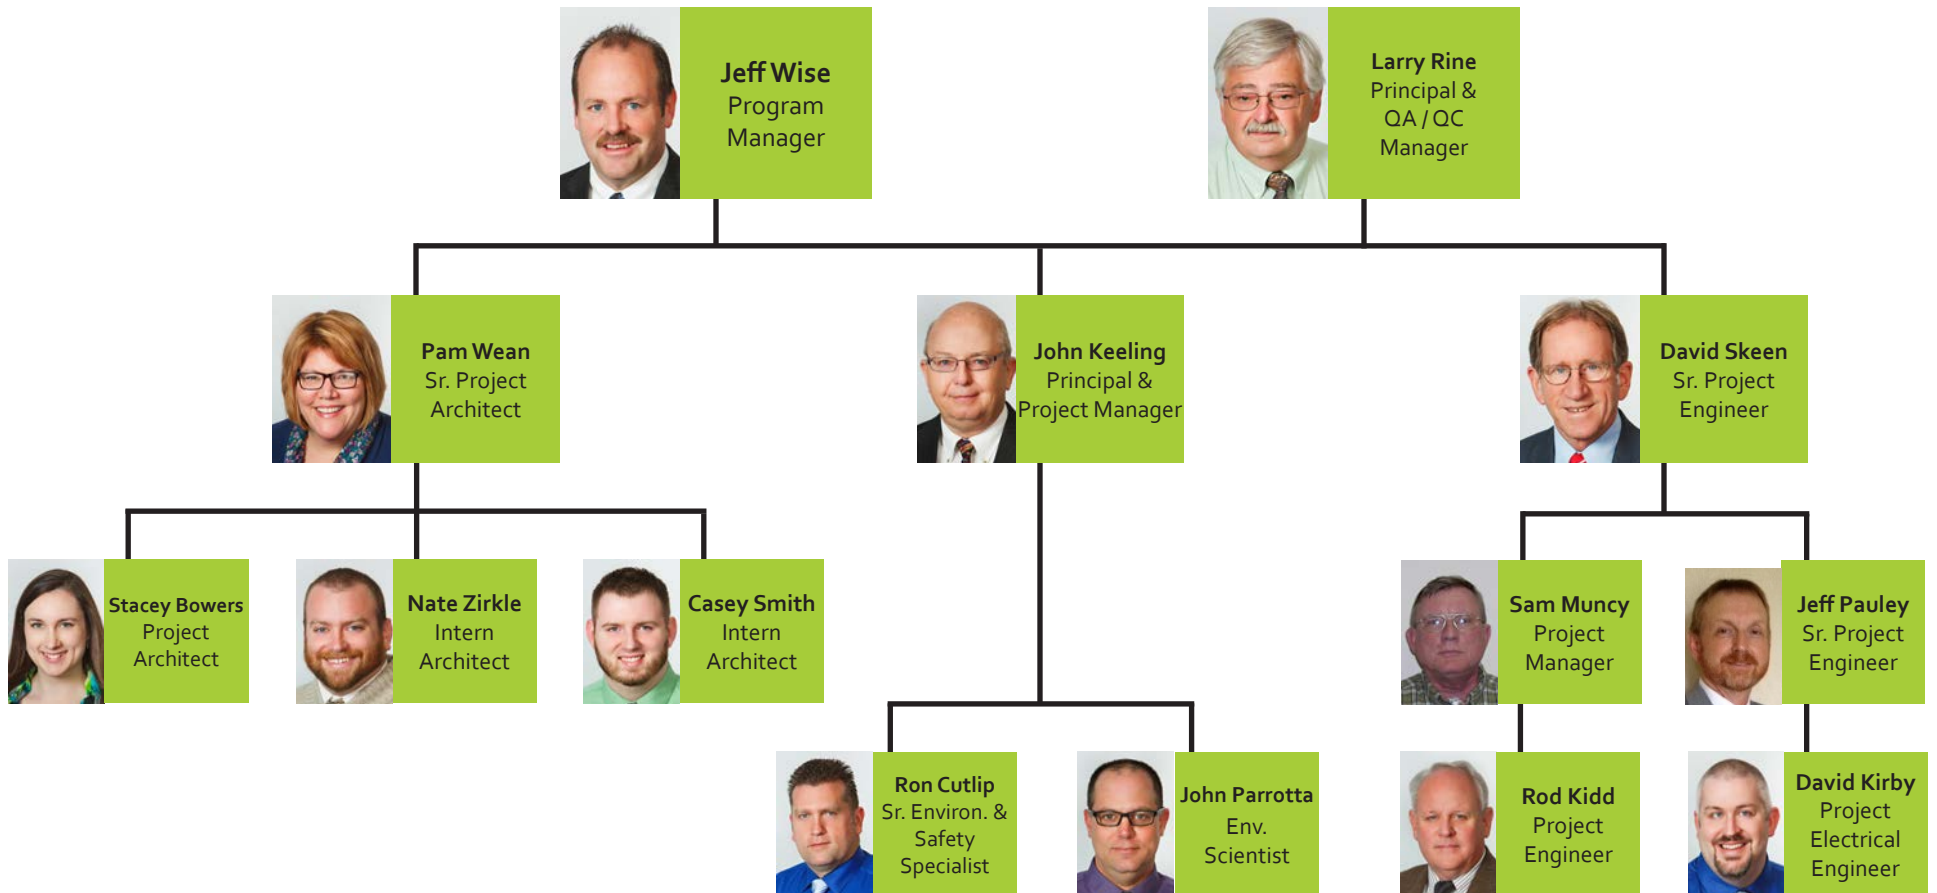 Jeff Wise
Program
Manager
Larry Rine
Principal &
QA / QC
Manager
Pam Wean
Sr. Project
Architect
John Keeling
Principal &
Project Manager
David Skeen
Sr. Project
Engineer
Stacey Bowers
Project
Architect
Nate Zirkle
Intern
Architect
Casey Smith
Intern
Architect
Sam Muncy
Project
Manager
Jeff Pauley
Sr. Project
Engineer
Ron Cutlip
Sr. Environ. &
Safety
Specialist
John Parrotta
Env.
Scientist
Rod Kidd
Project
Engineer
David Kirby
Project
Electrical
Engineer